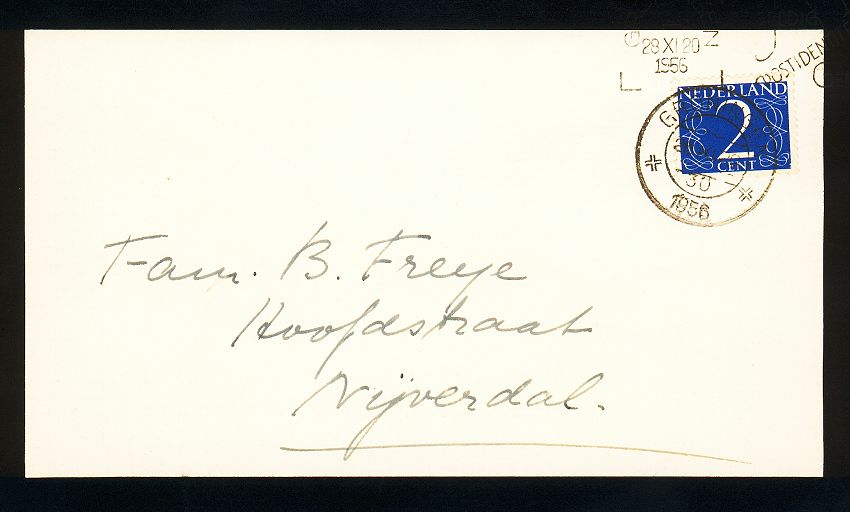 28 XI 20
1956
NEDERLAND
2
CENT
30
1956
Fam. B. Freye
Hoofdstraat
Nijverdal.